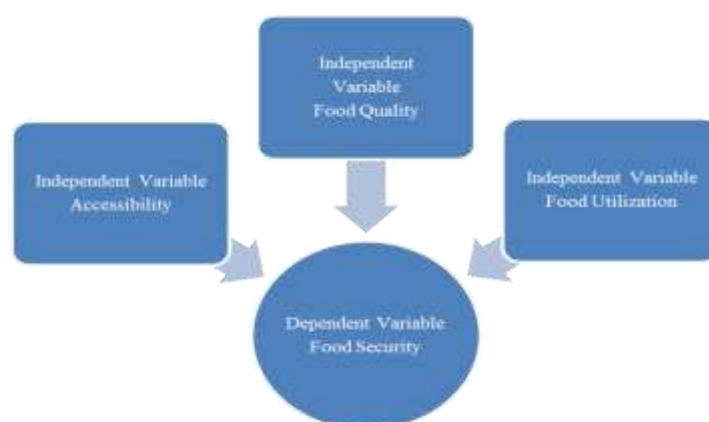 Independent
Variable
Food Quality
Independent Variable
Accessibility
Independent Variable
Food Utilization
Dependent Variable
Food Security